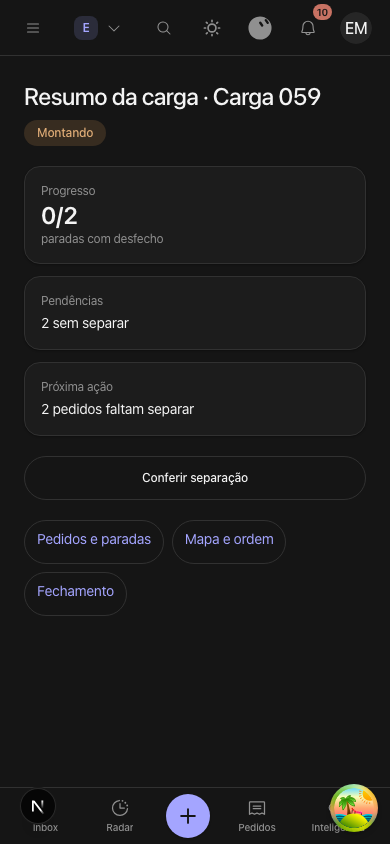 E
10
EM
Resumo da carga · Carga 059
Montando
Progresso
0/2
paradas com desfecho
Pendências
2 sem separar
Próxima ação
2 pedidos faltam separar
Conferir separação
Pedidos e paradas
Mapa e ordem
Fechamento
N
Inbox
Radar
Pedidos